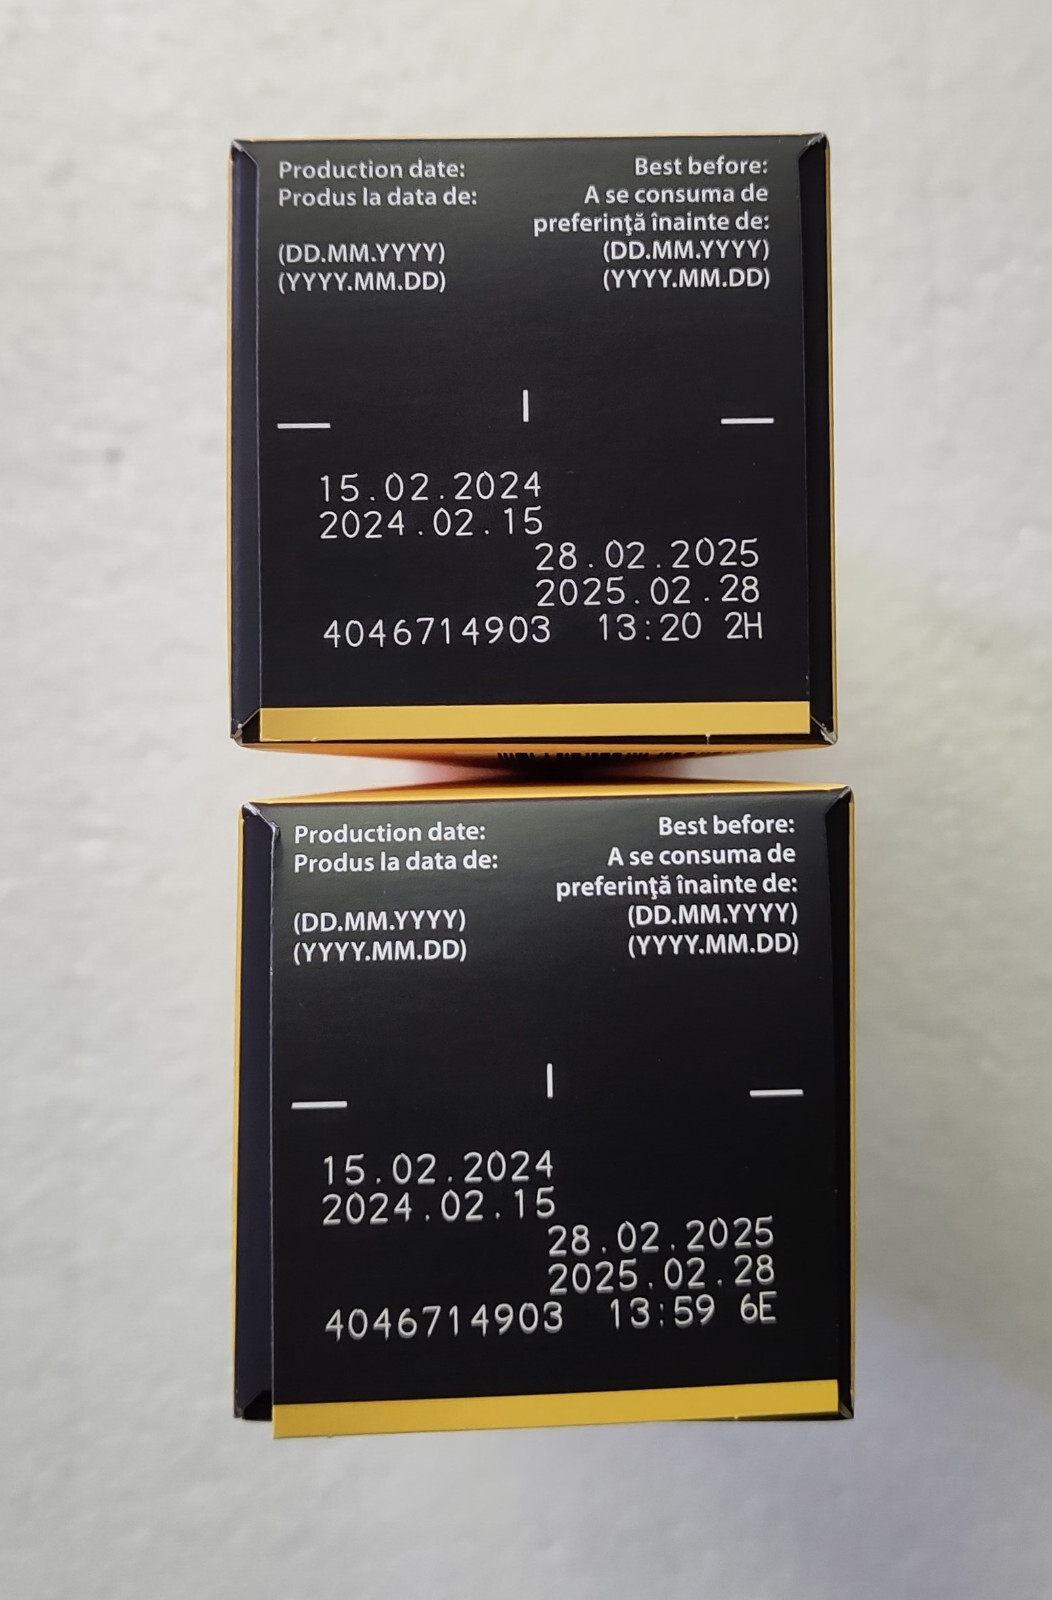 Production date:
Produs la data de:
(DD.MM.YYYY)
(YYYY.MM.DD)
Best before:
A se consuma de
preferinţă înainte de:
(DD.MM.YYYY)
(YYYY.MM.DD)
15.02.2024
2024.02.15
28.02.2025
2025.02.28
4046714903 13:20 2H
Production date:
Produs la data de:
(DD.MM.YYYY)
(YYYY.MM.DD)
Best before:
A se consuma de
preferinţă înainte de:
(DD.MM.YYYY)
(YYYY.MM.DD)
15.02.2024
2024.02.15
28.02.2025
2025.02.28
4046714903 13:59 6E